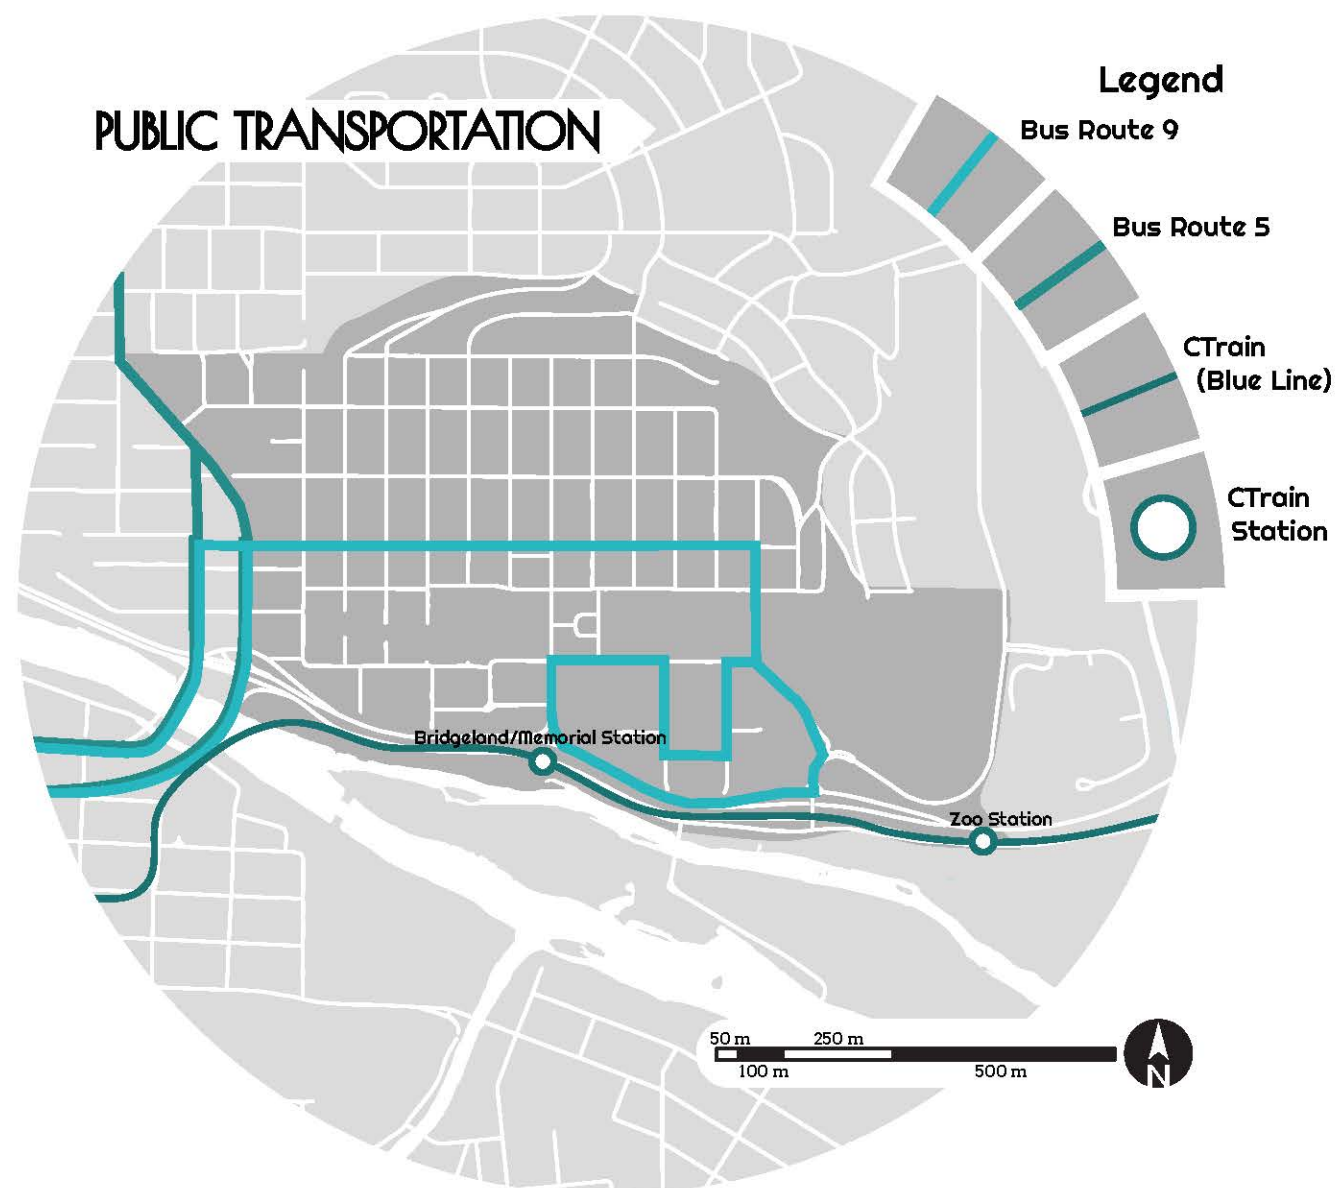 PUBLIC TRANSPORTATION
Legend
Bus Route 9
Bus Route 5
CTrain
(Blue Line)
CTrain
Station
Bridgeland/Memorial Station
Zoo Station
50 m
250 m
100 m
500 m
N